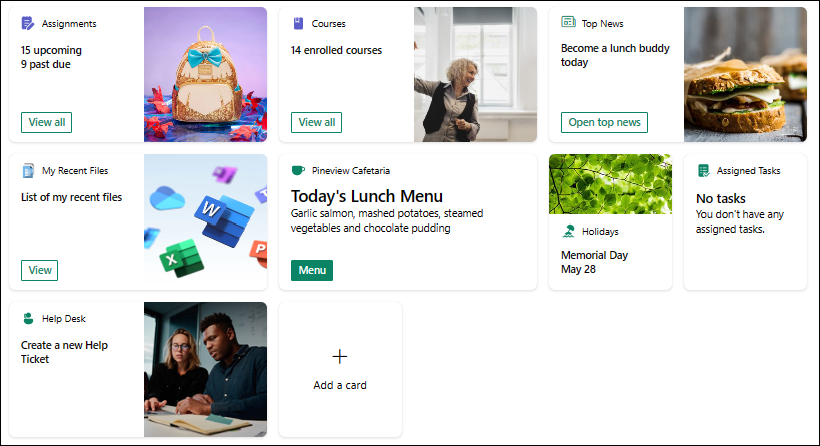 Assignments
15 upcoming
9 past due
View all
Courses
14 enrolled courses
View all
Top News
Become a lunch buddy
today
Open top news
My Recent Files
List of my recent files
View
W
X
P
Pineview Cafetaria
Today's Lunch Menu
Garlic salmon, mashed potatoes, steamed
vegetables and chocolate pudding
Menu
Holidays
Memorial Day
May 28
Assigned Tasks
No tasks
You don't have any
assigned tasks.
Help Desk
Create a new Help
Ticket
Add a card